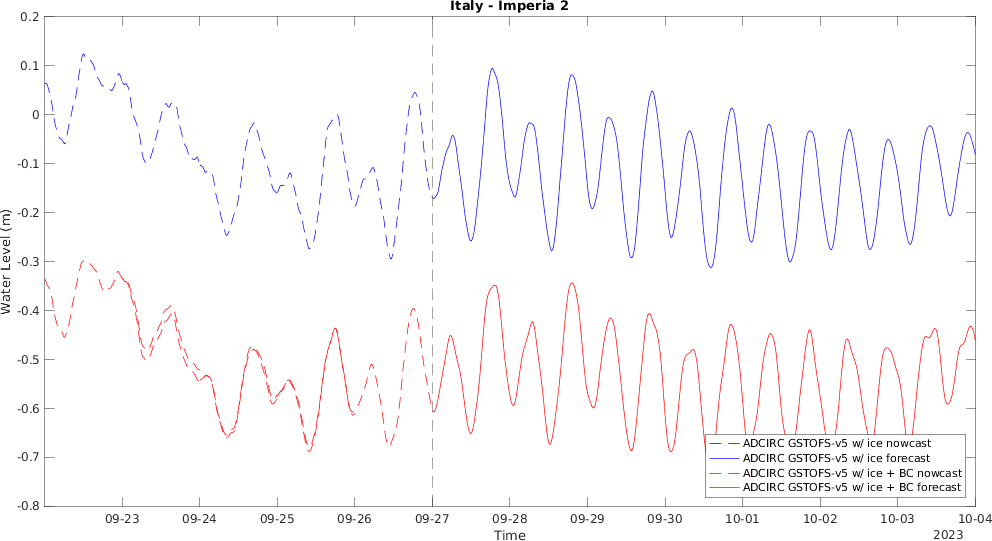 Italy - Imperia 2
0.2
0.1
0
-0.1
-0.2
-0.3
-0.4
-0.5
-0.6
-0.7
-0.8
Water Level (m)
ADCIRC GSTOFS-v5 w/ ice nowcast
ADCIRC GSTOFS-v5 w/ ice forecast
ADCIRC GSTOFS-v5 w/ ice + BC nowcast
ADCIRC GSTOFS-v5 w/ ice + BC forecast
09-23 09-24 09-25 09-26 09-27 09-28 09-29 09-30 10-01 10-02 10-03 10-04
Time
2023